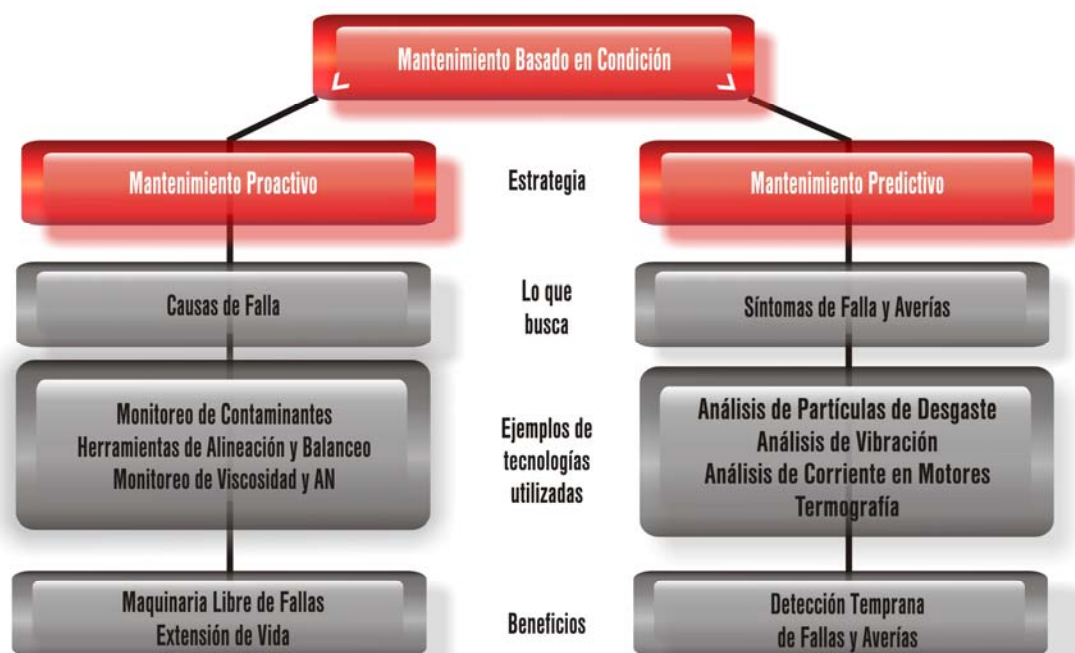 Mantenimiento Basado en Condición
Mantenimiento Proactivo
Estrategia
Mantenimiento Predictivo
Causas de Falla
Lo que
busca
Síntomas de Falla y Averías
Monitoreo de Contaminantes
Herramientas de Alineación y Balanceo
Monitoreo de Viscosidad y AN
Ejemplos de
tecnologías
utilizadas
Análisis de Partículas de Desgaste
Análisis de Vibración
Análisis de Corriente en Motores
Termografía
Maquinaria Libre de Fallas
Extensión de Vida
Beneficios
Detección Temprana
de Fallas y Averías